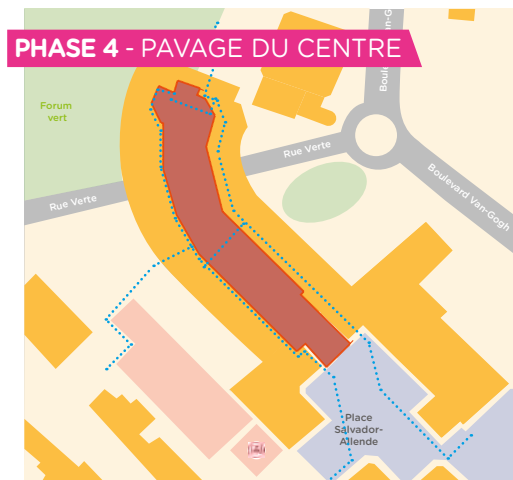 PHASE 4 - PAVAGE DU CENTRE
Forum
vert
Rue Verte
Rue Verte
Boulevard Van-Gogh
Place
Salvador-
Allende